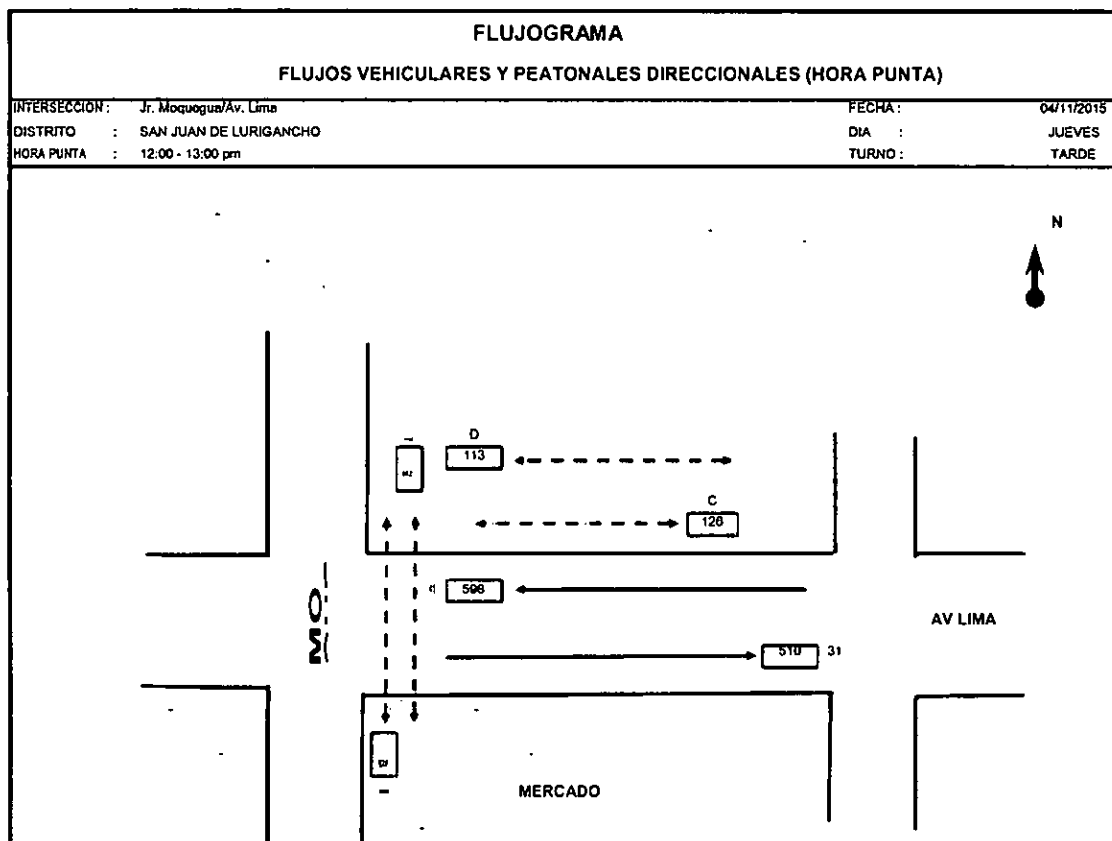 FLUJOGRAMA
FLUJOS VEHICULARES Y PEATONALES DIRECCIONALES (HORA PUNTA)
INTERSECCION : Jr. Moquegua/Av. Lima FECHA : 04/11/2015
DISTRITO : SAN JUAN DE LURIGANCHO DIA : JUEVES
HORA PUNTA : 12:00 - 13:00 pm TURNO : TARDE
N
D
113
C
126
d 598
AV LIMA
MO
510 31
MERCADO